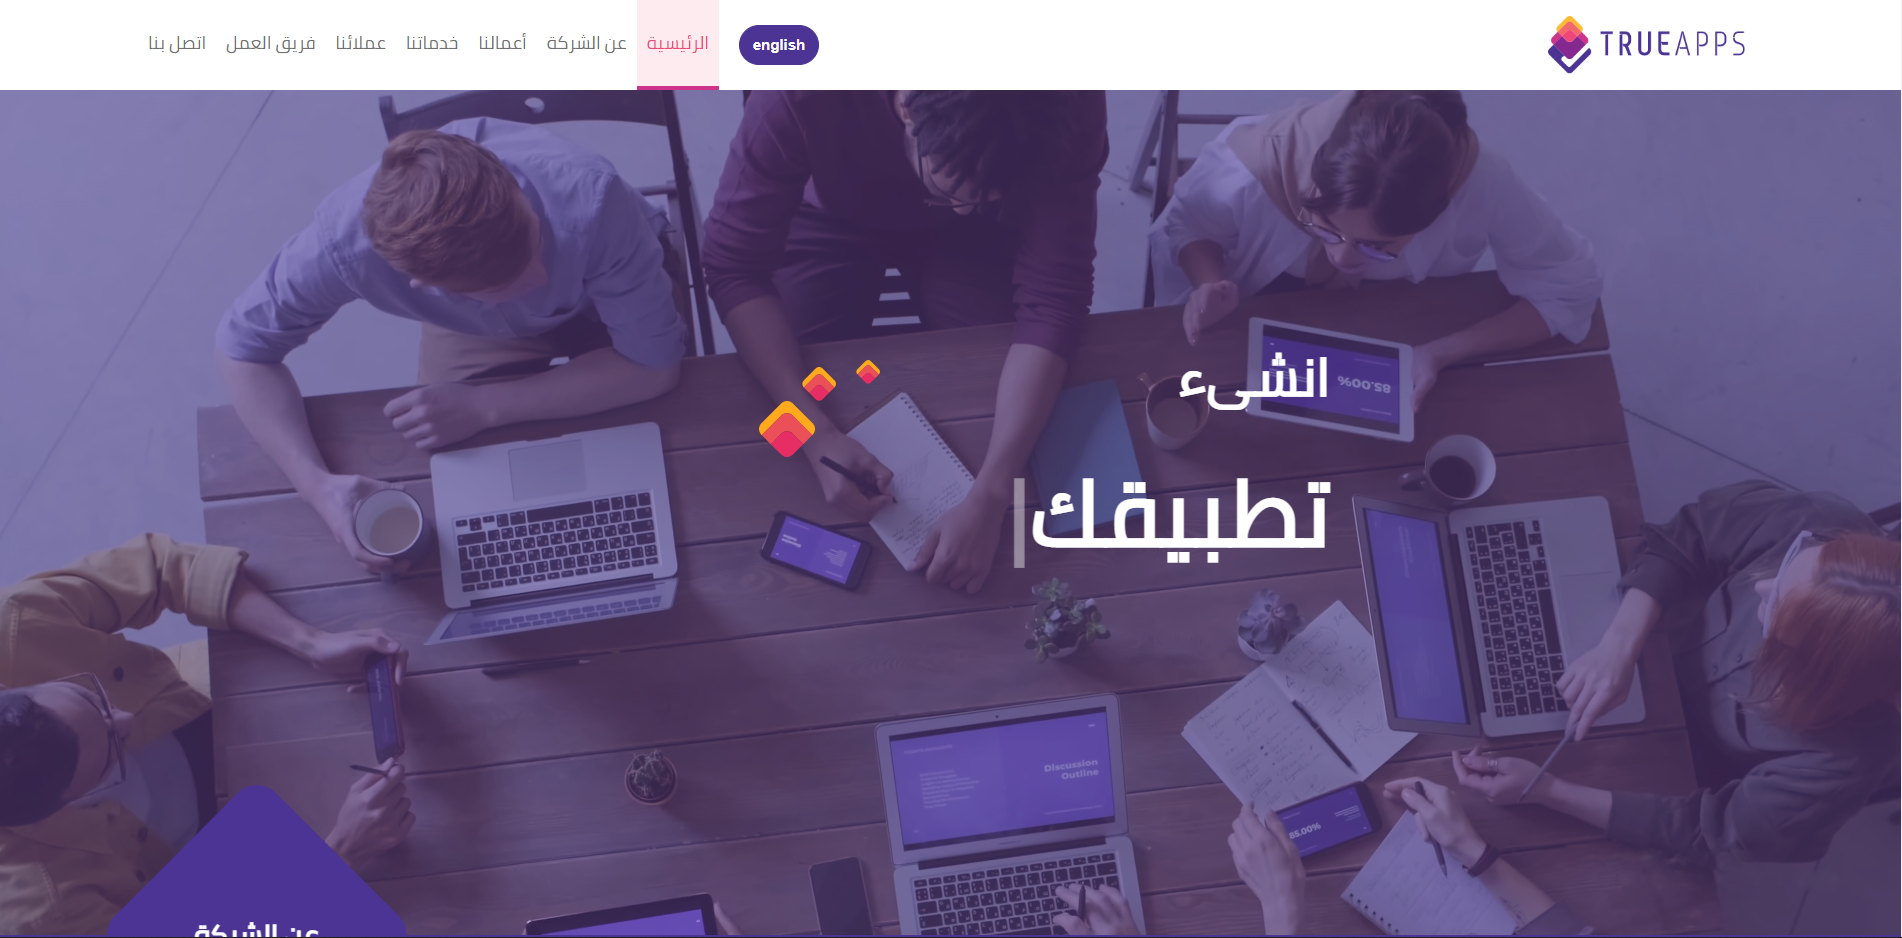 TRUEAPPS
english
الرئيسية
عن الشركة
أعمالنا
خدماتنا
عملائنا
فريق العمل
اتصل بنا
انشىء
تطبيقك
85.00%
Discussion
Outline
85.00%
عن الشركة